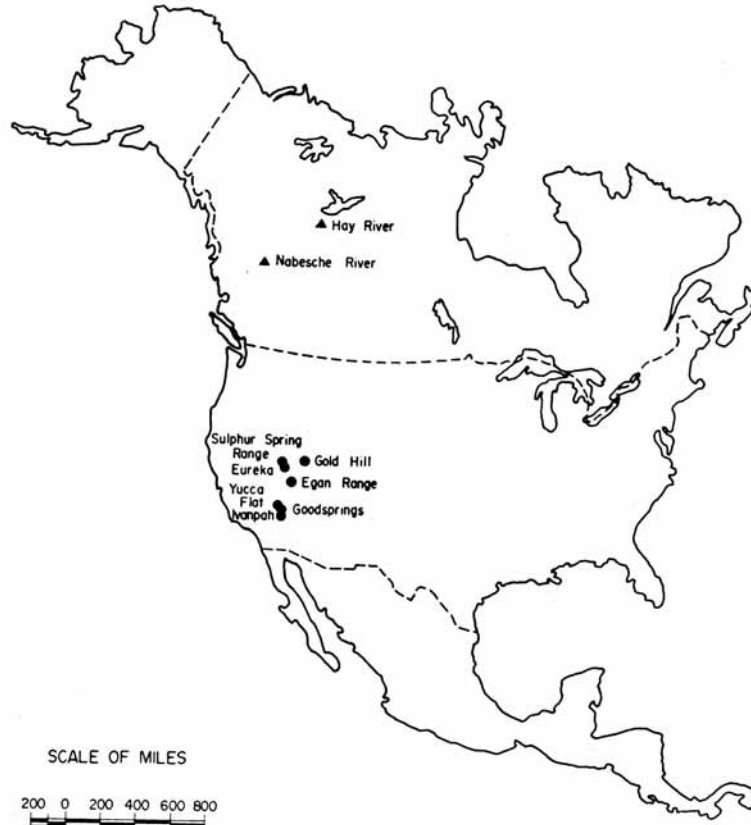 Hay River
Nabesche River
Sulphur Spring
Range
Gold Hill
Eureka
Egan Range
Yucca
Flat
Goodsprings
Ivanpah
SCALE OF MILES
200 0 200 400 600 800